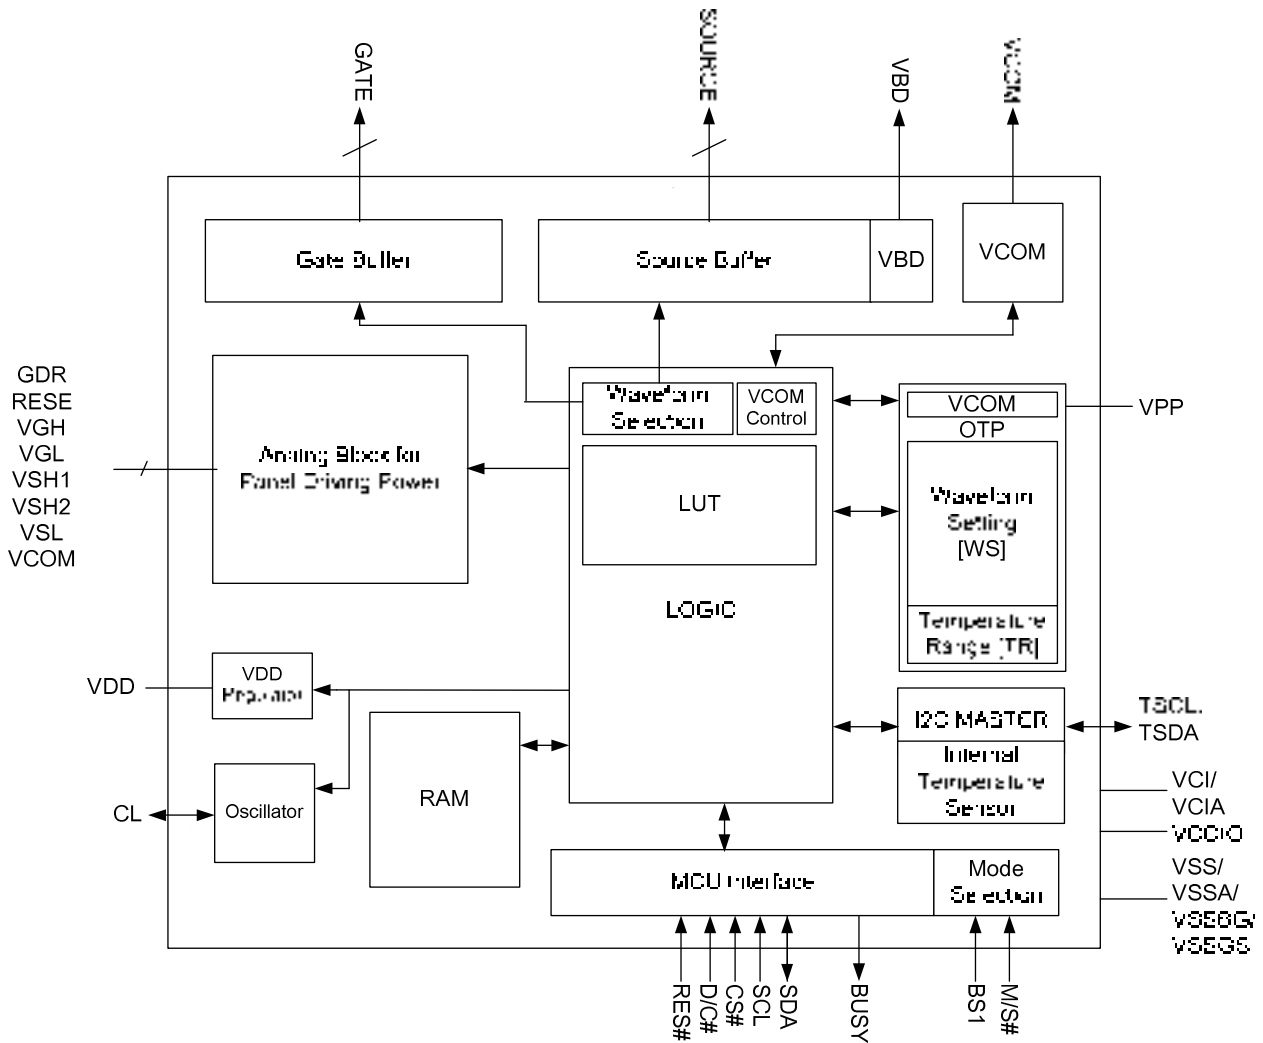 GATE
SOURCE
VBD
VCOM
Gate Buffer
Source Buffer
VBD
VCOM
GDR
RESE
VGH
VGL
VSH1
VSH2
VSL
VCOM
Analog Block for
Panel Driving Power
Waveform
Selection
VCOM
Control
LUT
LOGIC
VCOM
OTP
Waveform
Setting
[WS]
Temperature
Range [TR]
VPP
VDD
VDD
Regulator
CL
Oscillator
RAM
I2C MASTER
Internal
Temperature
Sensor
TSCL.
TSDA
VCI/
VCIA
VCCIO
VSS/
VSSA/
VSEGS
MCU Interface
Mode
Selection
RES#
D/C#
CS#
SCL
SDA
BUSY
BS1
M/S#